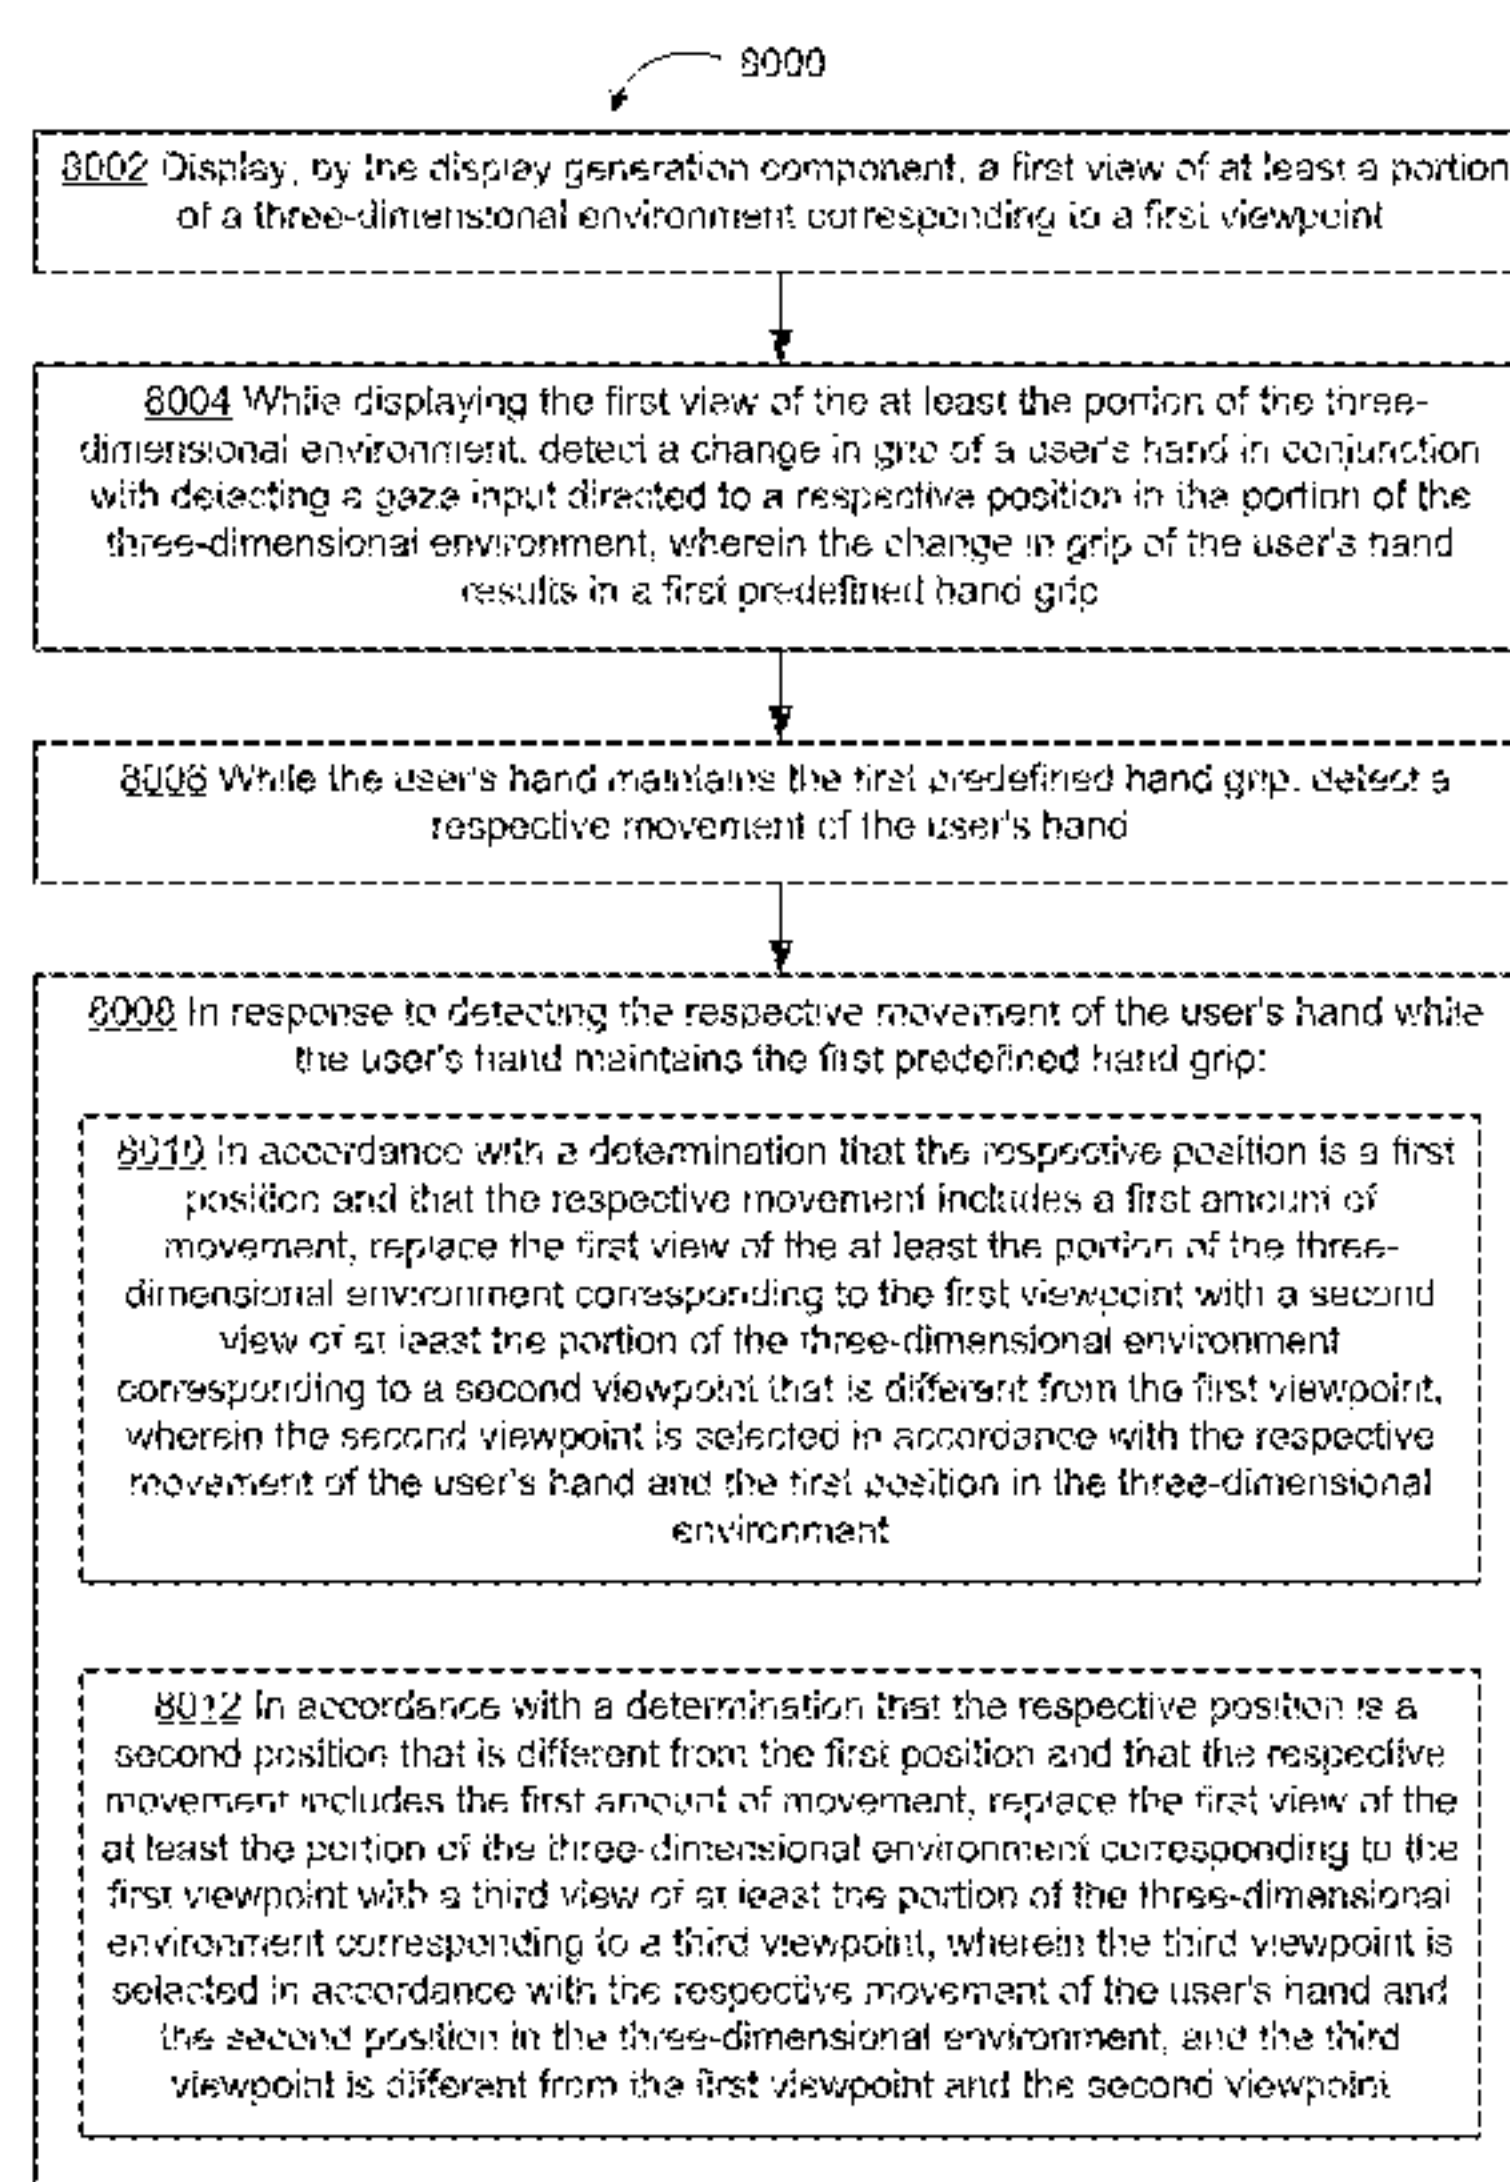 8000
8002 Display, by the display generation component, a first view of at least a portion
of a three-dimensional environment corresponding to a first viewpoint
8004 While displaying the first view of the at least the portion of the three-
dimensional environment, detect a change in grip of a user's hand in conjunction
with detecting a gaze input directed to a respective position in the portion of the
three-dimensional environment, wherein the change in grip of the user's hand
results in a first predefined hand grip
8006 While the user's hand maintains the first predefined hand grip, detect a
respective movement of the user's hand
8008 In response to detecting the respective movement of the user's hand while
the user's hand maintains the first predefined hand grip:
8010 In accordance with a determination that the respective position is a first
position and that the respective movement includes a first amount of
movement, replace the first view of the at least the portion of the three-
dimensional environment corresponding to the first viewpoint with a second
view of at least the portion of the three-dimensional environment
corresponding to a second viewpoint that is different from the first viewpoint,
wherein the second viewpoint is selected in accordance with the respective
movement of the user's hand and the first position in the three-dimensional
environment
8012 In accordance with a determination that the respective position is a
second position that is different from the first position and that the respective
movement includes the first amount of movement, replace the first view of the
at least the portion of the three-dimensional environment corresponding to the
first viewpoint with a third view of at least the portion of the three-dimensional
environment corresponding to a third viewpoint, wherein the third viewpoint is
selected in accordance with the respective movement of the user's hand and
the second position in the three-dimensional environment, and the third
viewpoint is different from the first viewpoint and the second viewpoint